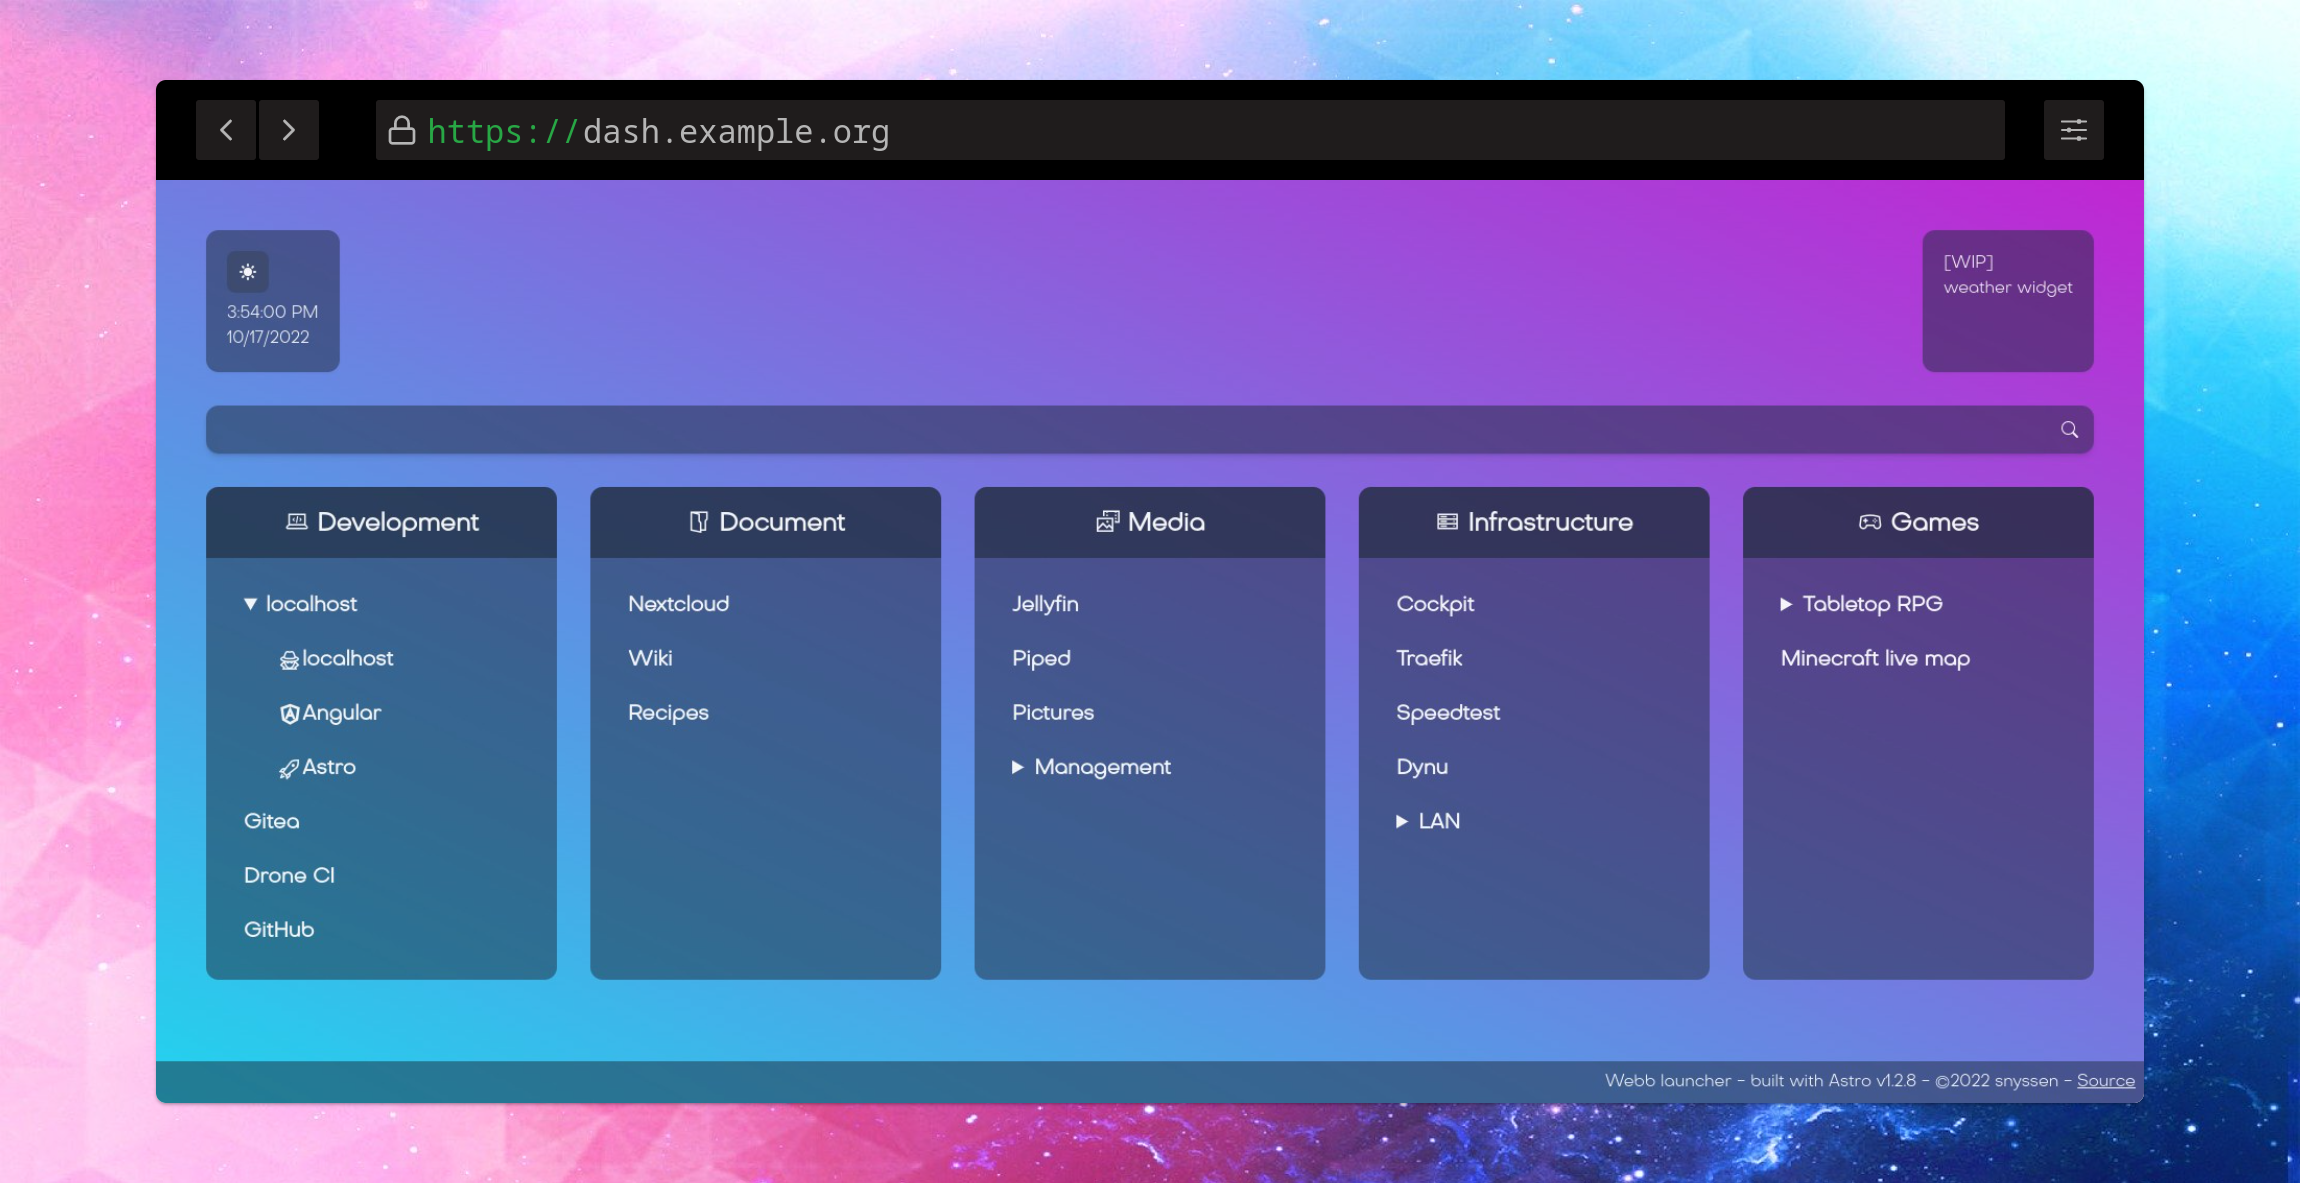 https://dash.example.org
3:54:00 PM
10/17/2022
[WIP]
weather widget
Development
localhost
localhost
Angular
Astro
Gitea
Drone CI
GitHub
Document
Nextcloud
Wiki
Recipes
Media
Jellyfin
Piped
Pictures
Management
Infrastructure
Cockpit
Traefik
Speedtest
Dynu
LAN
Games
Tabletop RPG
Minecraft live map
Webb launcher - built with Astro v1.2.8 - ©2022 snyssen - Source